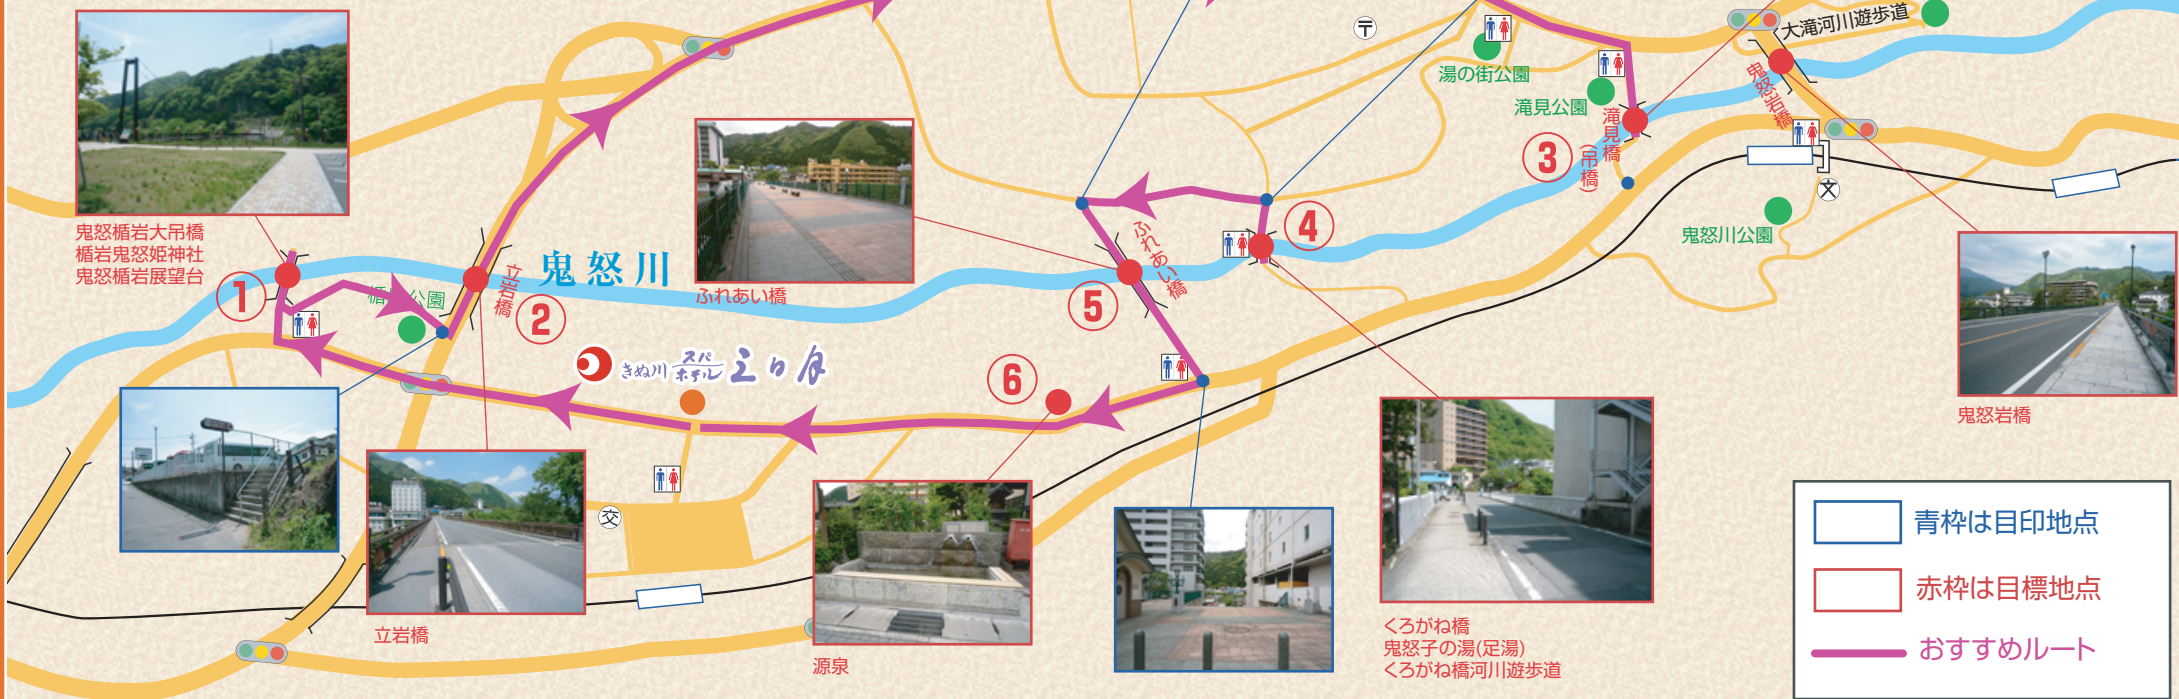 大滝河川遊歩道
湯の街公園
滝見公園
鬼怒岩橋
③
滝見橋
(吊橋)
文
鬼怒川公園
鬼怒楯岩大吊橋
楯岩鬼怒姫神社
鬼怒楯岩展望台
①
公園
立岩橋
②
鬼怒川
ふれあい橋
ふれあい橋
④
⑤
⑥
きぬ川
スパ
ホテル
三日月
鬼怒岩橋
交
立岩橋
源泉
くろがね橋
鬼怒子の湯(足湯)
くろがね橋河川遊歩道
青枠は目印地点
赤枠は目標地点
おすすめルート